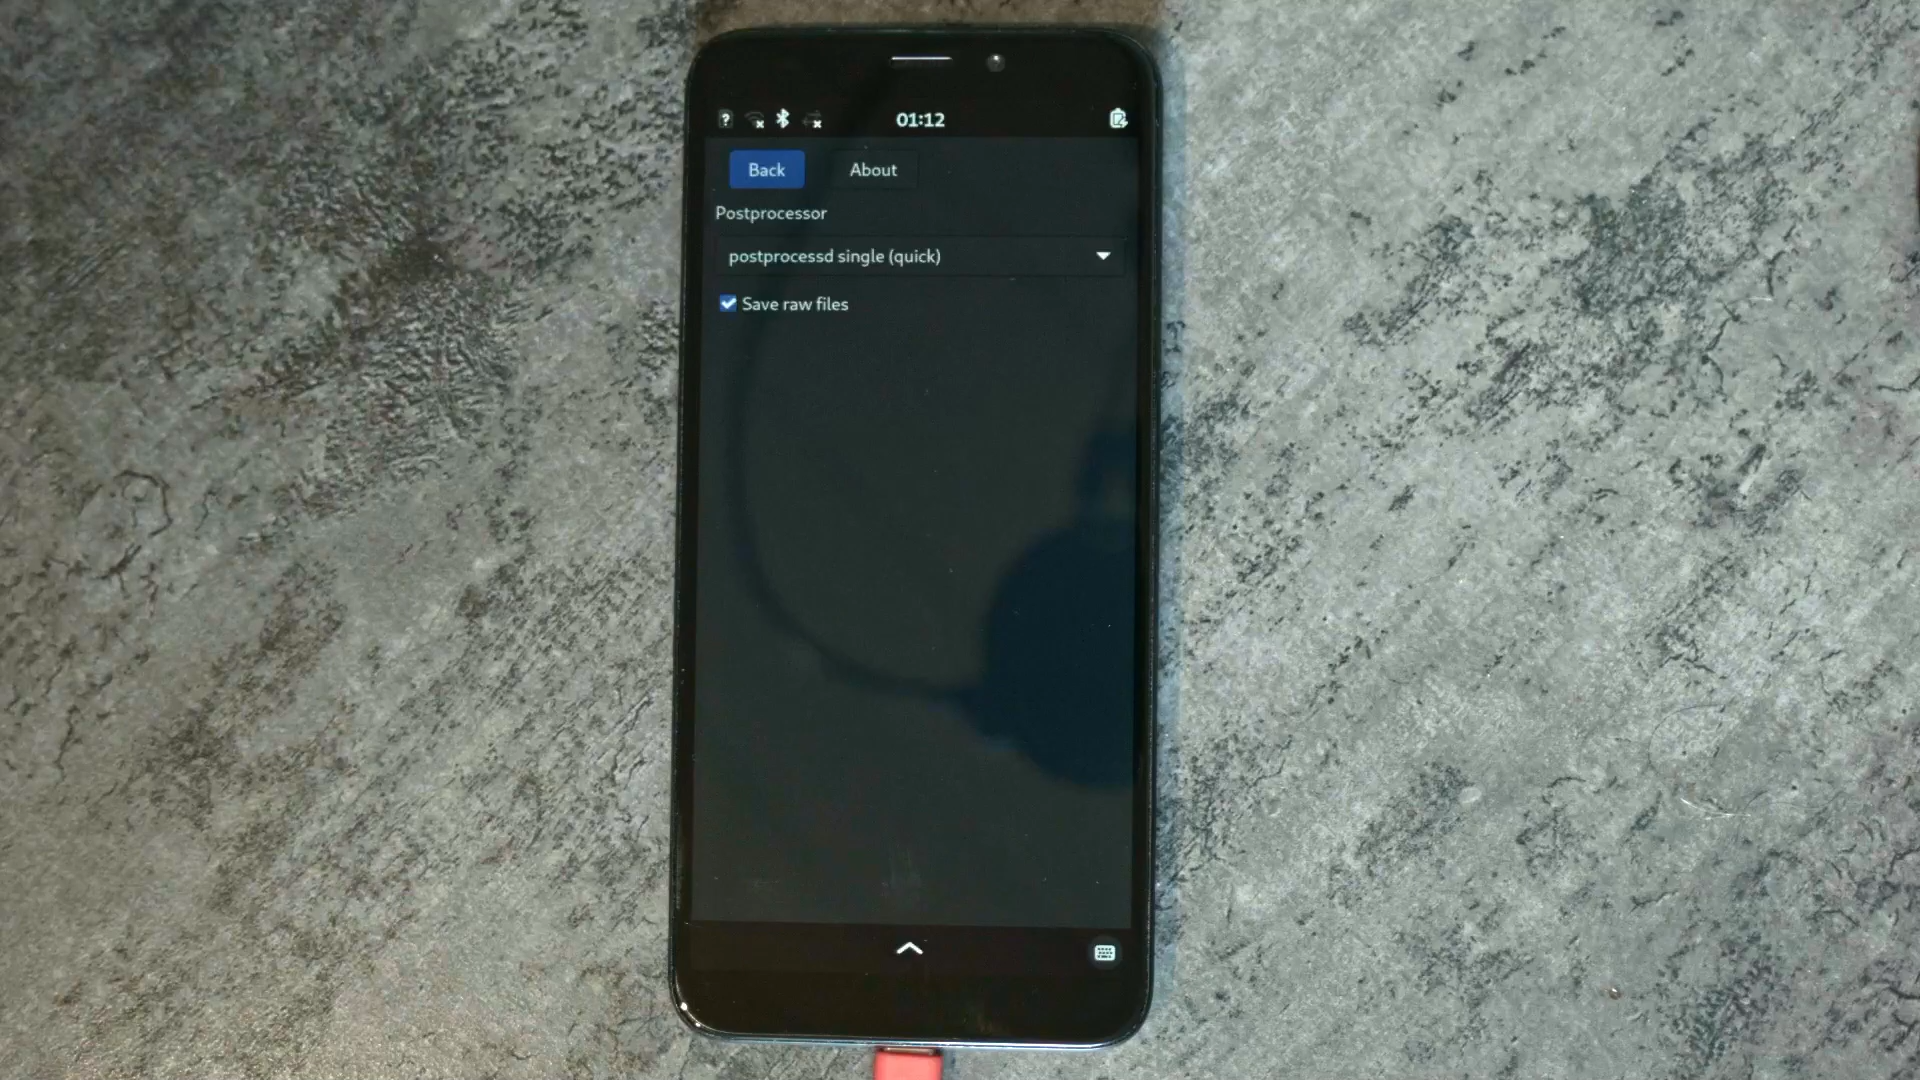 01:12
Back About
Postprocessor
postprocessd single (quick)
Save raw files